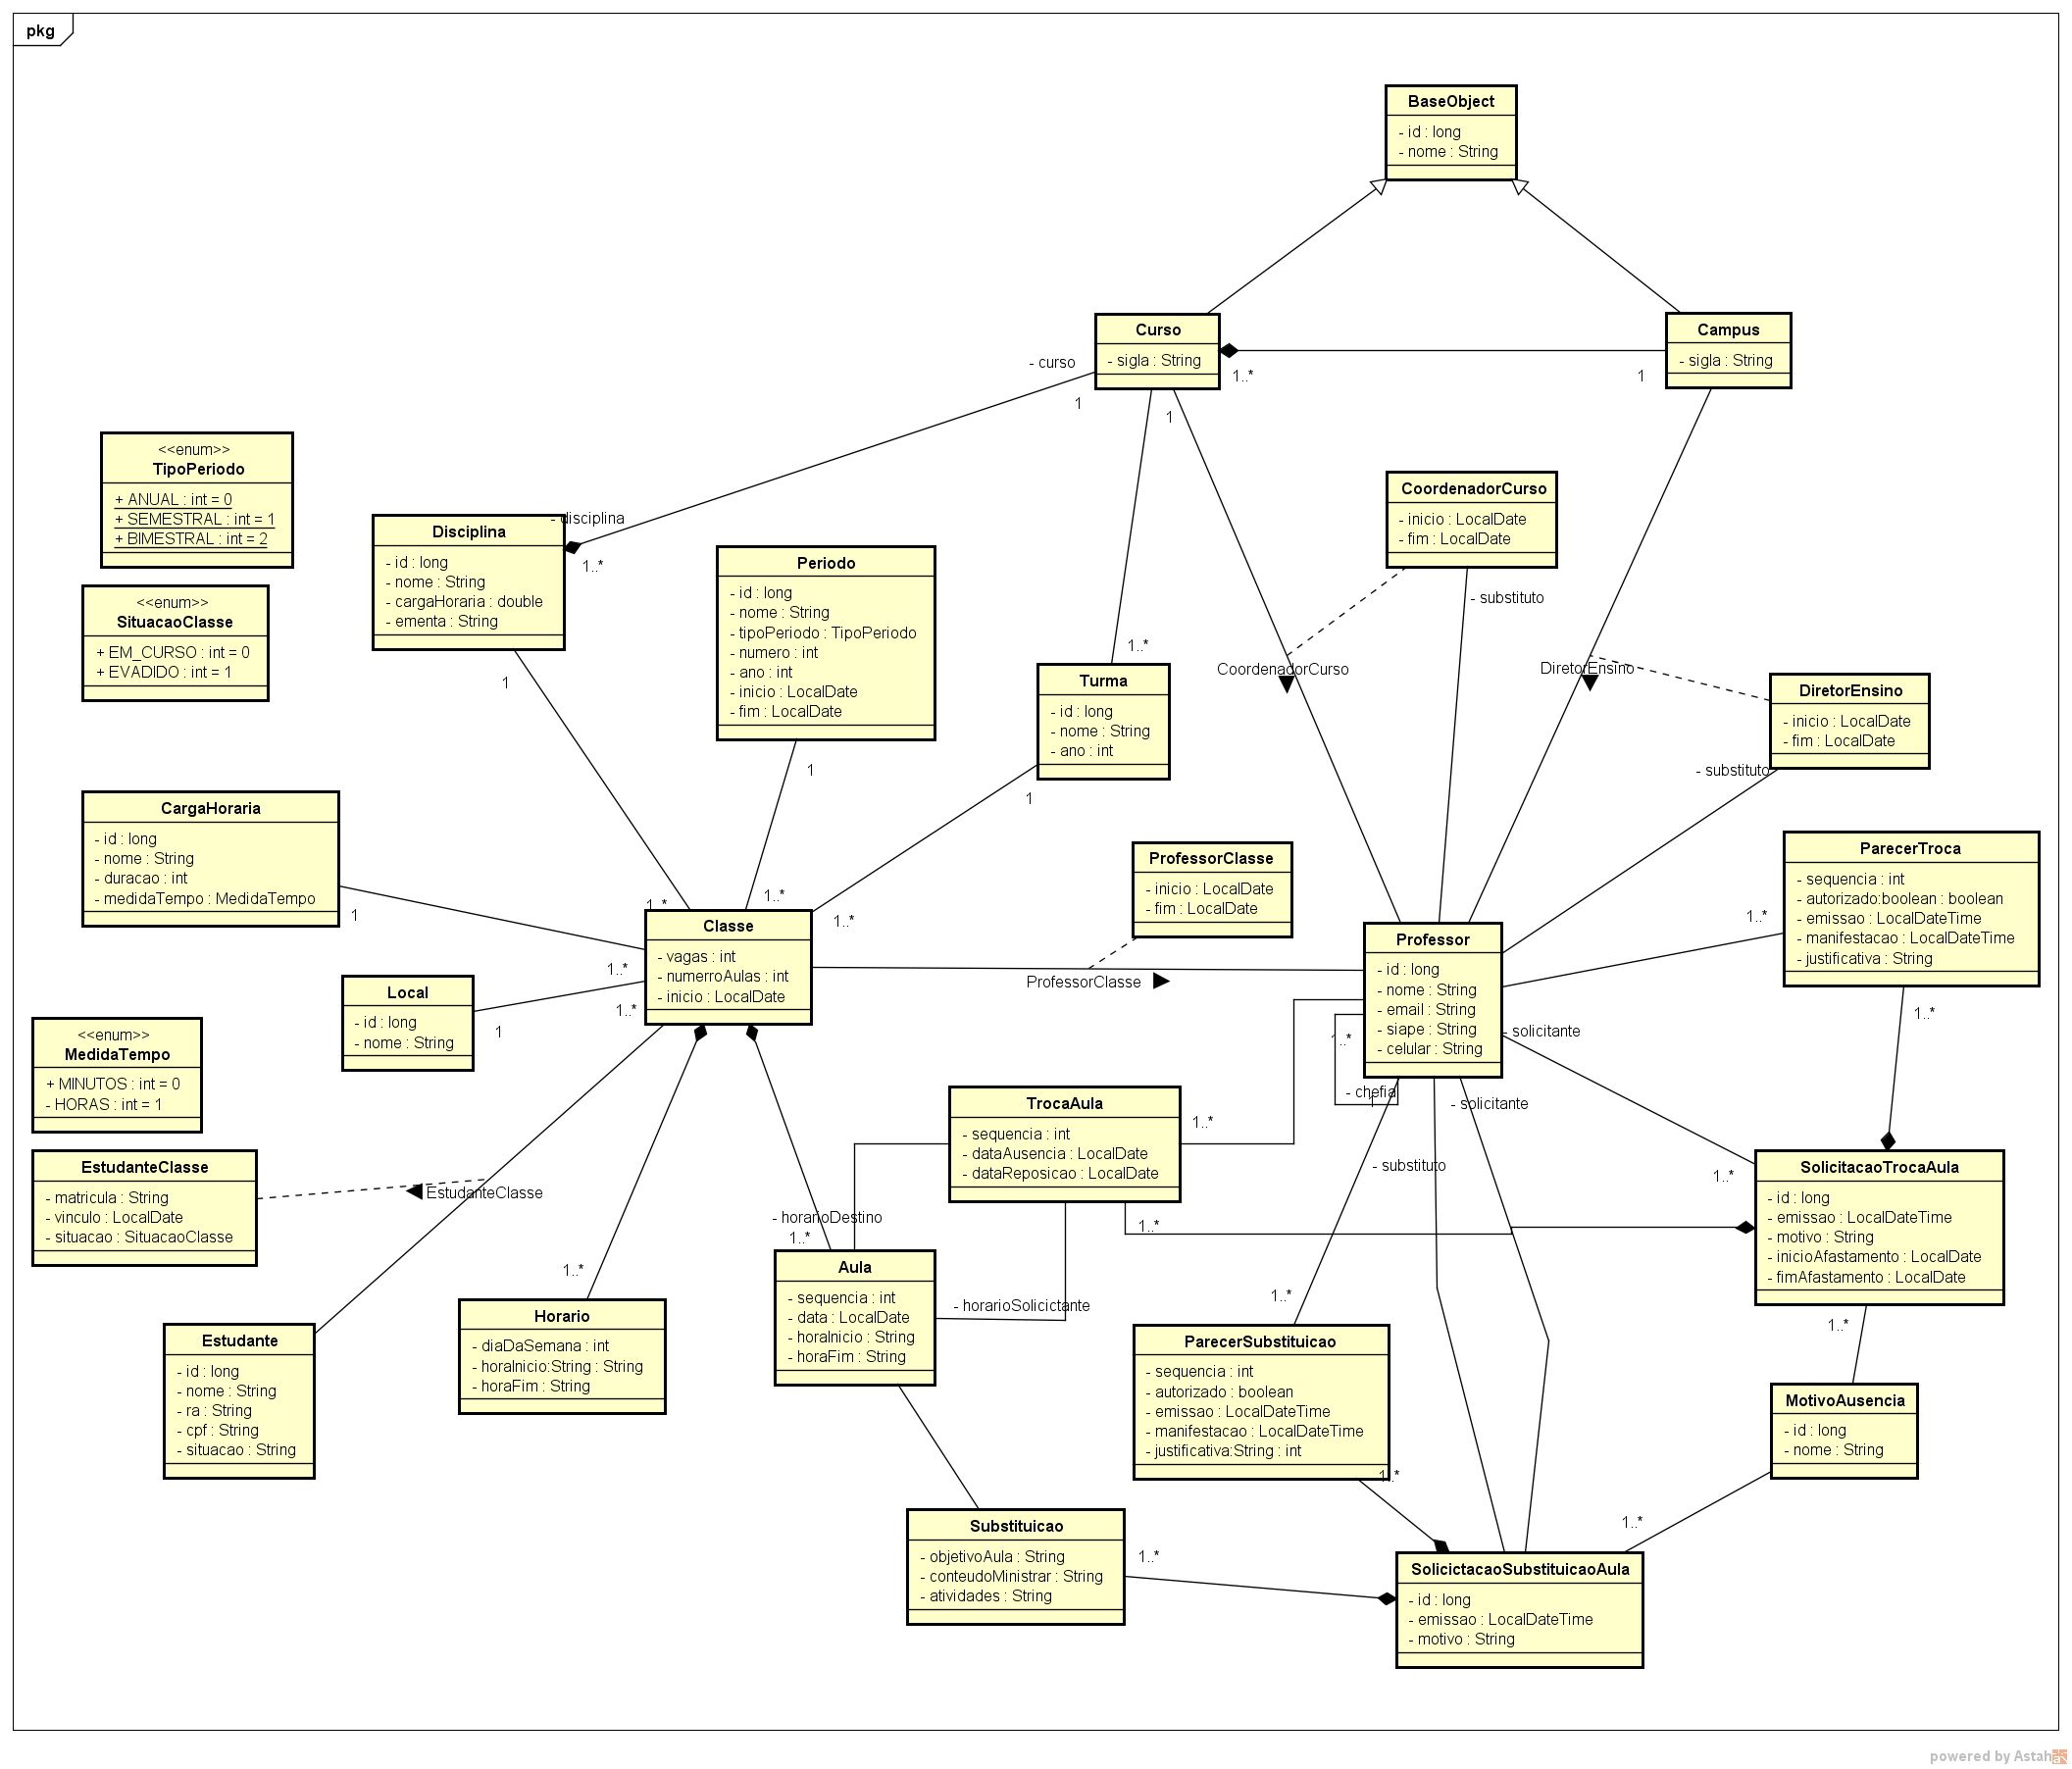 pkg
BaseObject
- id : long
- nome : String
Curso
- sigla : String
Campus
- sigla : String
- curso
1
1..*
1
1
<<enum>>
TipoPeriodo
+ ANUAL : int = 0
+ SEMESTRAL : int = 1
+ BIMESTRAL : int = 2
Disciplina
- id : long
- nome : String
- cargaHoraria : double
- ementa : String
- disciplina
1..*
1
Periodo
- id : long
- nome : String
- tipoPeriodo : TipoPeriodo
- numero : int
- ano : int
- inicio : LocalDate
- fim : LocalDate
1
1..*
CoordenadorCurso
- inicio : LocalDate
- fim : LocalDate
- substituto
<<enum>>
SituacaoClasse
+ EM_CURSO : int = 0
+ EVADIDO : int = 1
1..*
Turma
- id : long
- nome : String
- ano : int
1
CoordenadorCurso
DiretorEnsino
DiretorEnsino
- inicio : LocalDate
- fim : LocalDate
- substituto
CargaHoraria
- id : long
- nome : String
- duracao : int
- medidaTempo : MedidaTempo
1
1..*
1..*
Classe
- vagas : int
- numerroAulas : int
- inicio : LocalDate
1..*
1..*
ProfessorClasse
- inicio : LocalDate
- fim : LocalDate
ProfessorClasse
Professor
- id : long
- nome : String
- email : String
- siape : String
- celular : String
1..*
- chefia
1
ParecerTroca
- sequencia : int
- autorizado:boolean : boolean
- emissao : LocalDateTime
- manifestacao : LocalDateTime
- justificativa : String
1..*
1..*
Local
- id : long
- nome : String
1
<<enum>>
MedidaTempo
+ MINUTOS : int = 0
- HORAS : int = 1
- solicitante
- solicitante
- substituto
TrocaAula
- sequencia : int
- dataAusencia : LocalDate
- dataReposicao : LocalDate
1..*
1..*
EstudanteClasse
- matricula : String
- vinculo : LocalDate
- situacao : SituacaoClasse
EstudanteClasse
SolicitacaoTrocaAula
- id : long
- emissao : LocalDateTime
- motivo : String
- inicioAfastamento : LocalDate
- fimAfastamento : LocalDate
1..*
1..*
- horarioDestino
1..*
Aula
- sequencia : int
- data : LocalDate
- horaInicio : String
- horaFim : String
- horarioSolicictante
1..*
Horario
- diaDaSemana : int
- horaInicio:String : String
- horaFim : String
Estudante
- id : long
- nome : String
- ra : String
- cpf : String
- situacao : String
1..*
ParecerSubstituicao
- sequencia : int
- autorizado : boolean
- emissao : LocalDateTime
- manifestacao : LocalDateTime
- justificativa:String : int
1..*
MotivoAusencia
- id : long
- nome : String
1..*
Substituicao
- objetivoAula : String
- conteudoMinistrar : String
- atividades : String
1..*
SolicictacaoSubstituicaoAula
- id : long
- emissao : LocalDateTime
- motivo : String
powered by Astah